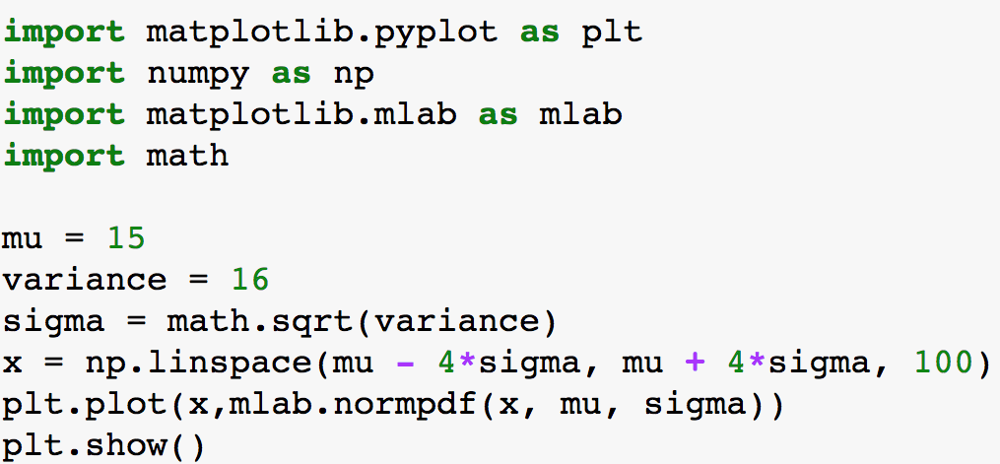 import matplotlib.pyplot as plt
import numpy as np
import matplotlib.mlab as mlab
import math
mu = 15
variance = 16
sigma = math.sqrt(variance)
x = np.linspace(mu - 4*sigma, mu + 4*sigma, 100)
plt.plot(x,mlab.normpdf(x, mu, sigma))
plt.show()